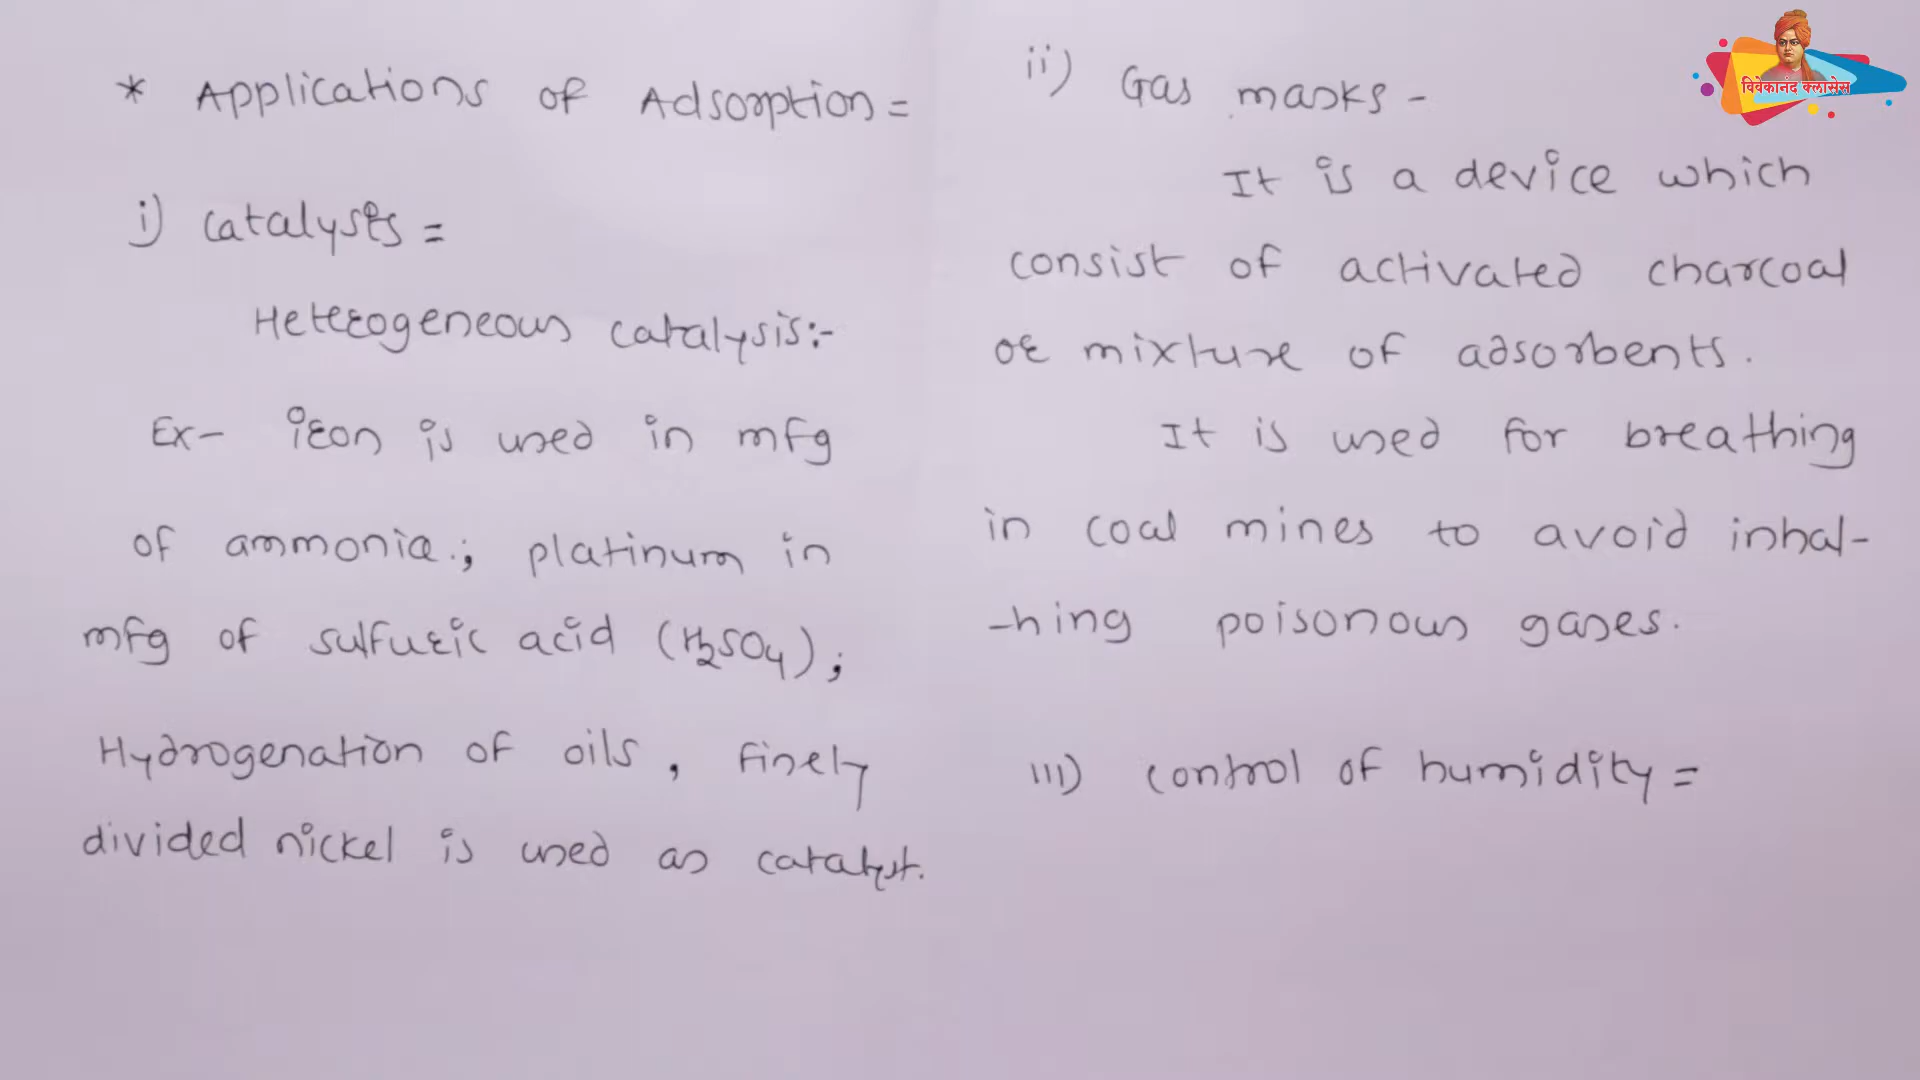 * Applications of Adsorption =
i) catalysts =
Heterogeneous catalysis:-
Ex- iron is used in mfg
of ammonia.; platinum in
mfg of sulfuric acid (H2SO4);
Hydrogenation of oils, finely
divided nickel is used as catalyst.
ii) Gas masks -
It is a device which
consist of activated charcoal
or mixture of adsorbents.
It is used for breathing
in coal mines to avoid inhal-
-hing poisonous gases.
iii) control of humidity =
विवेकानंद क्लासेस